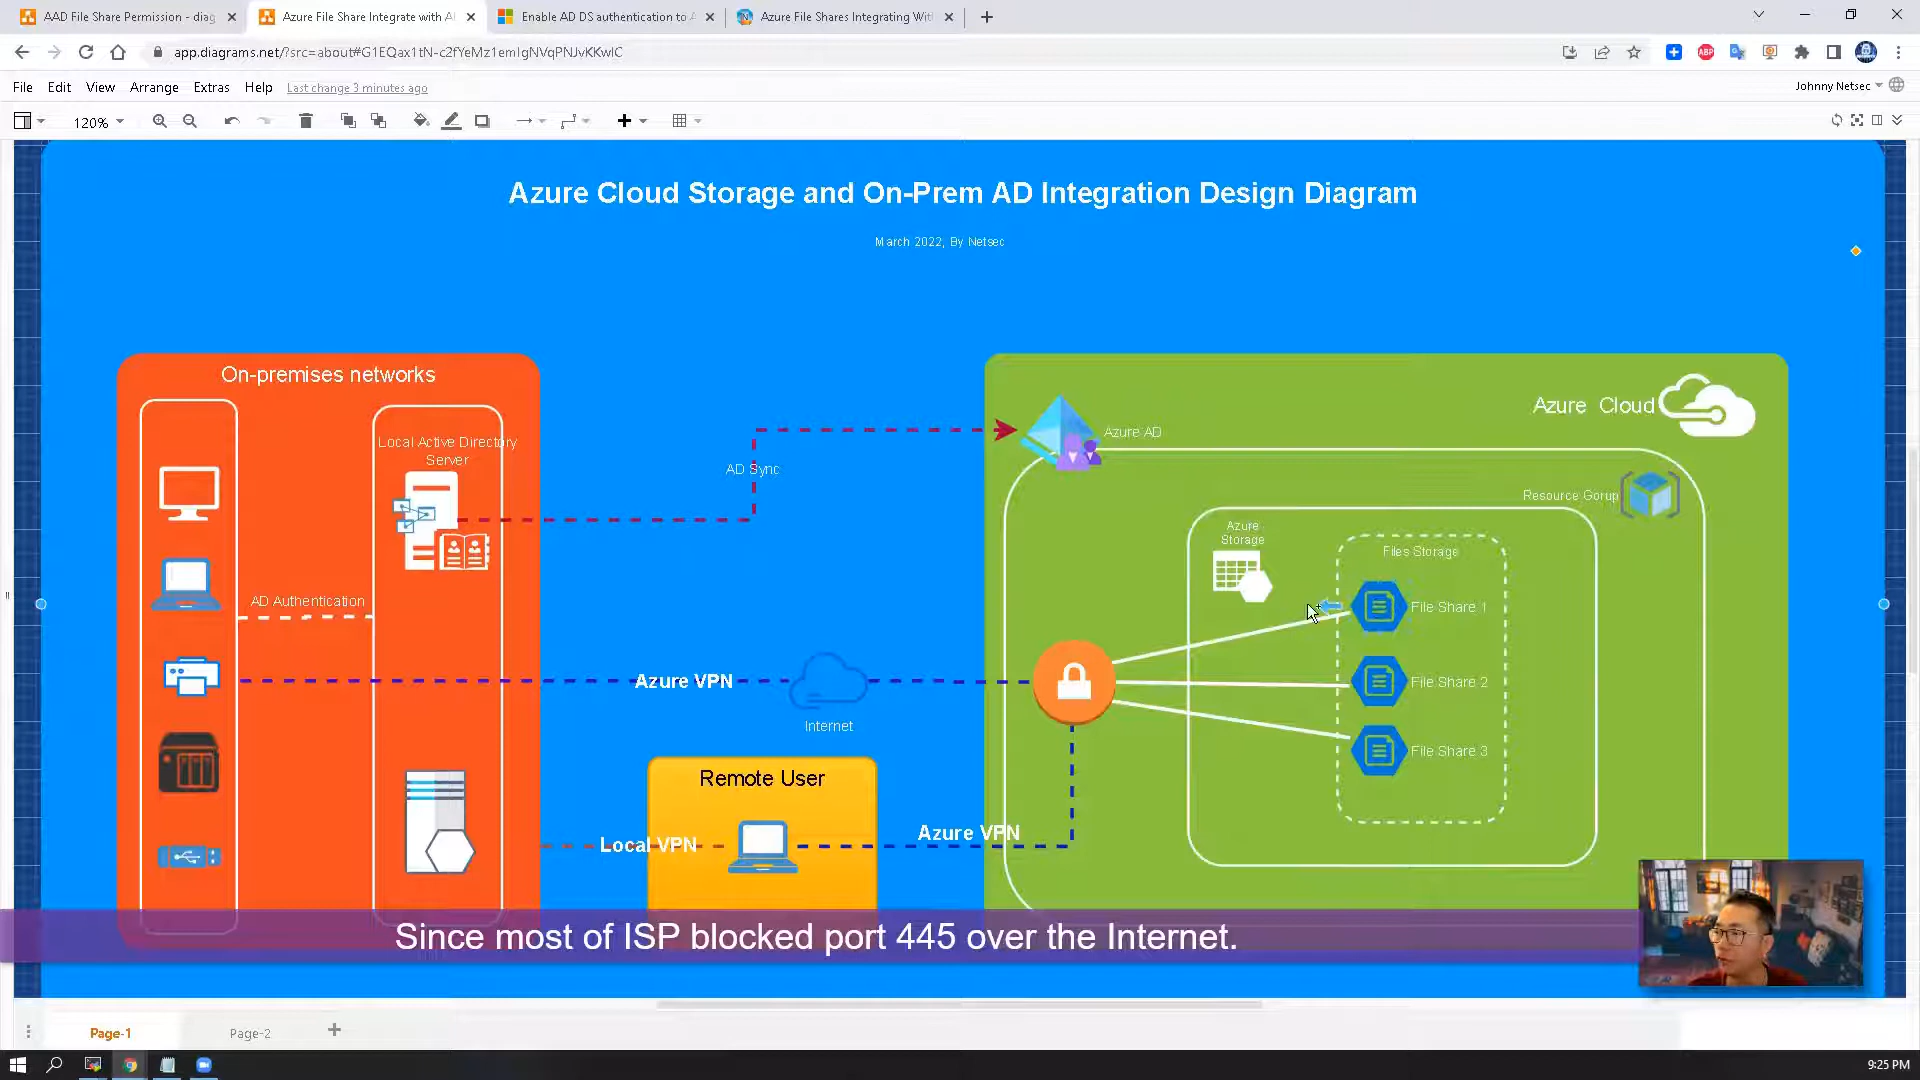 AAD File Share Permission - diag
Azure File Share Integrate with A
Enable AD DS authentication to A
Azure File Shares Integrating Wit
app.diagrams.net/?src=about#G1EQax1tN-c2fYeMz1emIgNVqPNJvKKwIC
ABP
File Edit View Arrange Extras Help Last change 3 minutes ago
Johnny Netsec
120%
Azure Cloud Storage and On-Prem AD Integration Design Diagram
March 2022, By Netsec
On-premises networks
Azure Cloud
Local Active Directory
Server
Azure AD
AD Sync
Resource Gorup
Azure
Storage
Files Storage
AD Authentication
File Share 1
Azure VPN
File Share 2
Internet
File Share 3
Remote User
Azure VPN
Local VPN
Since most of ISP blocked port 445 over the Internet.
Page-1
Page-2
9:25 PM